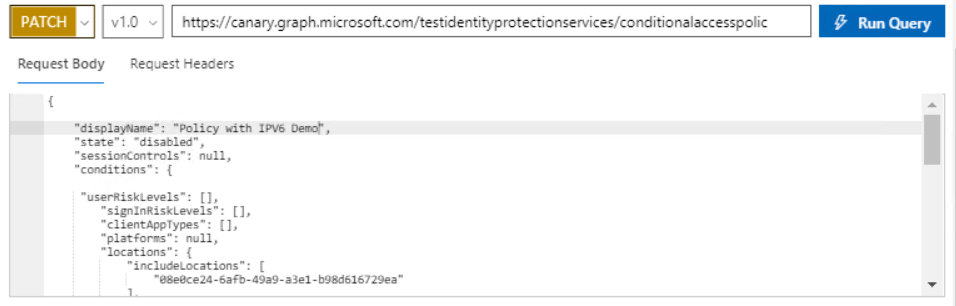 PATCH v1.0 https://canary.graph.microsoft.com/testidentityprotectionservices/conditionalaccesspolic Run Query
Request Body Request Headers
{
"displayName": "Policy with IPV6 Demo",
"state": "disabled",
"sessionControls": null,
"conditions": {
"userRiskLevels": [],
"signInRiskLevels": [],
"clientAppTypes": [],
"platforms": null,
"locations": {
"includeLocations": [
"08e0ce24-6afb-49a9-a3e1-b98d616729ea"
],